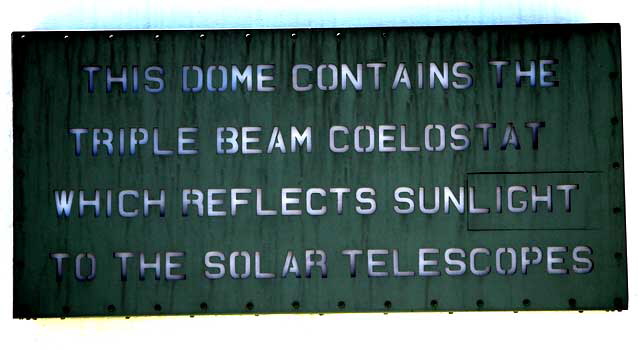 THIS DOME CONTAINS THE
TRIPLE BEAM COELOSTAT
WHICH REFLECTS SUNLIGHT
TO THE SOLAR TELESCOPES